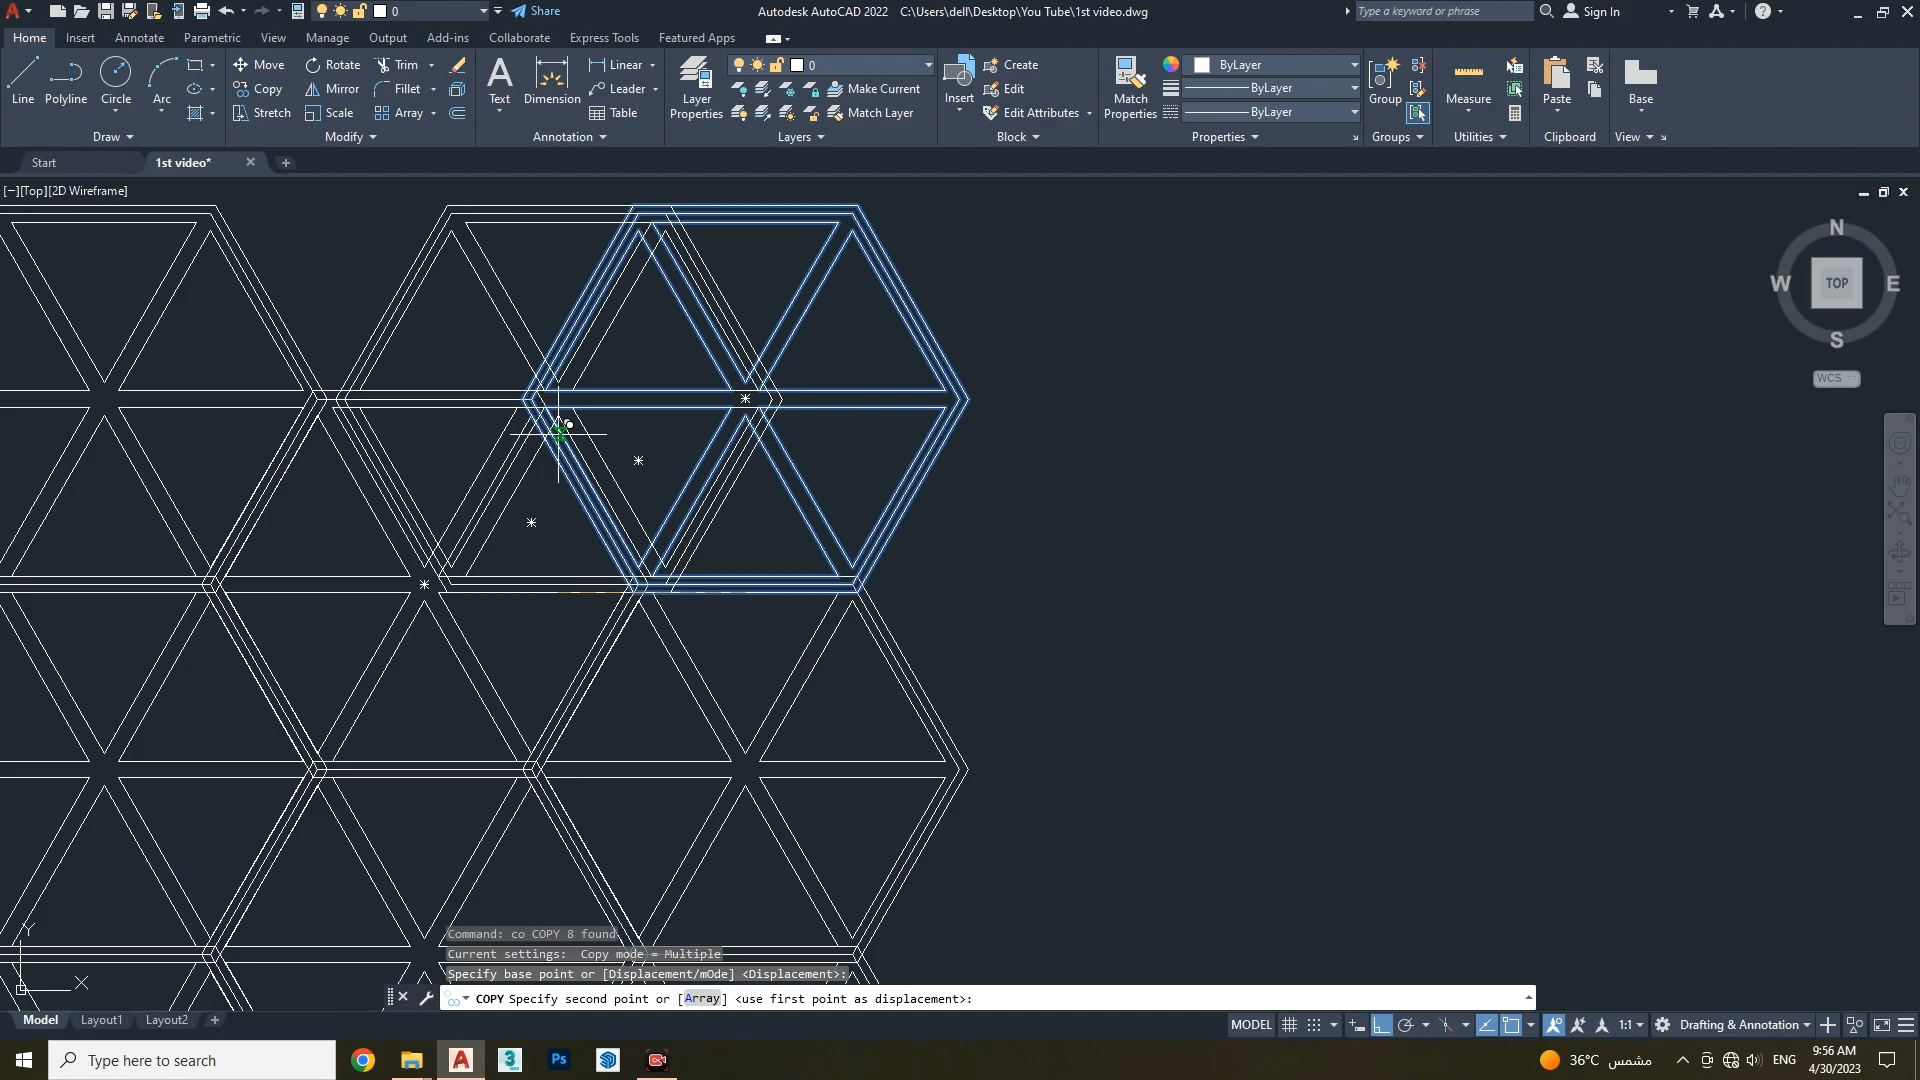 0
Share
Autodesk AutoCAD 2022 C:\Users\dell\Desktop\You Tube\1st video.dwg
Type a keyword or phrase
Sign In
Home Insert Annotate Parametric View Manage Output Add-ins Collaborate Express Tools Featured Apps
Line Polyline Circle Arc
Move Rotate Trim
Copy Mirror Fillet
Stretch Scale Array
Text Dimension
Linear
Leader
Table
Layer Properties
0
Make Current
Match Layer
Insert
Create
Edit
Edit Attributes
Match Properties
ByLayer
ByLayer
ByLayer
Group
Measure
Paste
Base
Draw Modify Annotation Layers Block Properties Groups Utilities Clipboard View
Start 1st video*
[−][Top][2D Wireframe]
N
W TOP E
S
WCS
Y
X
Command: co COPY 8 found
Current settings: Copy mode = Multiple
Specify base point or [Displacement/mOde] <Displacement>:
COPY Specify second point or [Array] <use first point as displacement>:
Model Layout1 Layout2
MODEL 1:1 Drafting & Annotation
Type here to search
36°C مشمس
ENG
9:56 AM
4/30/2023